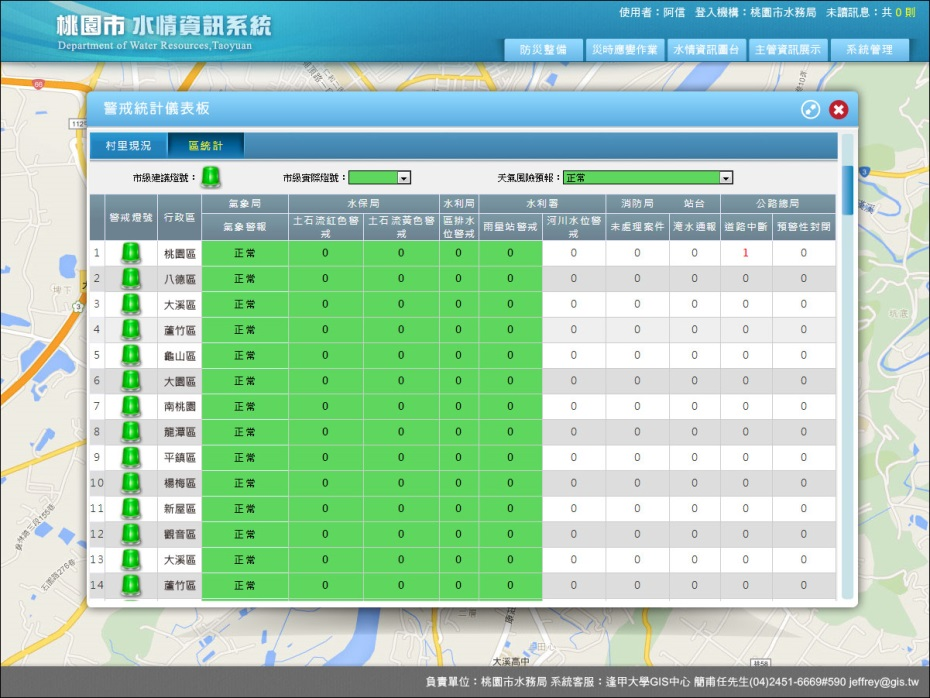 桃園市 水情資訊系統
Department of Water Resources,Taoyuan
使用者：阿信 登入機構：桃園市水務局 未讀訊息：共 0 則
防災整備 災時應變作業 水情資訊圖台 主管資訊展示 系統管理
警戒統計儀表板
村里現況 區統計
市級建議燈號： 市級實際燈號： 天氣風險預報： 正常
警戒燈號 行政區 氣象局 水保局 水利局 水利署 消防局 站台 公路總局
氣象警報 土石流紅色警戒 土石流黃色警戒 區排水位警戒 雨量站警戒 河川水位警戒 未處理案件 淹水通報 道路中斷 預警性封閉
1 桃園區 正常 0 0 0 0 0 0 0 1 0
2 八德區 正常 0 0 0 0 0 0 0 0 0
3 大溪區 正常 0 0 0 0 0 0 0 0 0
4 蘆竹區 正常 0 0 0 0 0 0 0 0 0
5 龜山區 正常 0 0 0 0 0 0 0 0 0
6 大園區 正常 0 0 0 0 0 0 0 0 0
7 南桃園 正常 0 0 0 0 0 0 0 0 0
8 龍潭區 正常 0 0 0 0 0 0 0 0 0
9 平鎮區 正常 0 0 0 0 0 0 0 0 0
10 楊梅區 正常 0 0 0 0 0 0 0 0 0
11 新屋區 正常 0 0 0 0 0 0 0 0 0
12 觀音區 正常 0 0 0 0 0 0 0 0 0
13 大溪區 正常 0 0 0 0 0 0 0 0 0
14 蘆竹區 正常 0 0 0 0 0 0 0 0 0
大溪高中
負責單位：桃園市水務局 系統客服：逢甲大學GIS中心 簡甫任先生(04)2451-6669#590 jeffrey@gis.tw